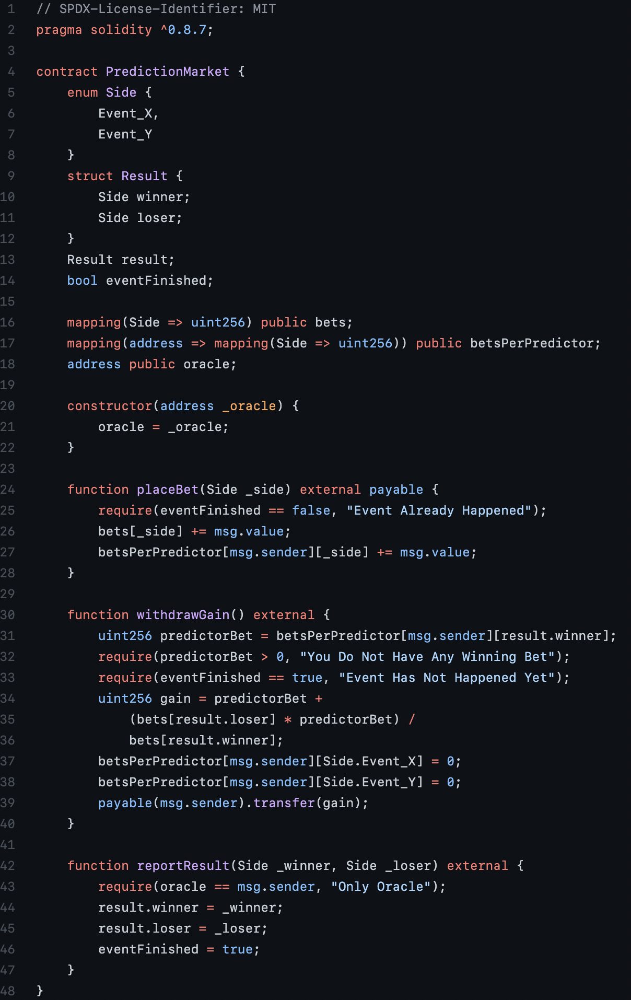 1 // SPDX-License-Identifier: MIT
2 pragma solidity ^0.8.7;
3
4 contract PredictionMarket {
5     enum Side {
6         Event_X,
7         Event_Y
8     }
9     struct Result {
10         Side winner;
11         Side loser;
12     }
13     Result result;
14     bool eventFinished;
15
16     mapping(Side => uint256) public bets;
17     mapping(address => mapping(Side => uint256)) public betsPerPredictor;
18     address public oracle;
19
20     constructor(address _oracle) {
21         oracle = _oracle;
22     }
23
24     function placeBet(Side _side) external payable {
25         require(eventFinished == false, "Event Already Happened");
26         bets[_side] += msg.value;
27         betsPerPredictor[msg.sender][_side] += msg.value;
28     }
29
30     function withdrawGain() external {
31         uint256 predictorBet = betsPerPredictor[msg.sender][result.winner];
32         require(predictorBet > 0, "You Do Not Have Any Winning Bet");
33         require(eventFinished == true, "Event Has Not Happened Yet");
34         uint256 gain = predictorBet +
35             (bets[result.loser] * predictorBet) /
36             bets[result.winner];
37         betsPerPredictor[msg.sender][Side.Event_X] = 0;
38         betsPerPredictor[msg.sender][Side.Event_Y] = 0;
39         payable(msg.sender).transfer(gain);
40     }
41
42     function reportResult(Side _winner, Side _loser) external {
43         require(oracle == msg.sender, "Only Oracle");
44         result.winner = _winner;
45         result.loser = _loser;
46         eventFinished = true;
47     }
48 }